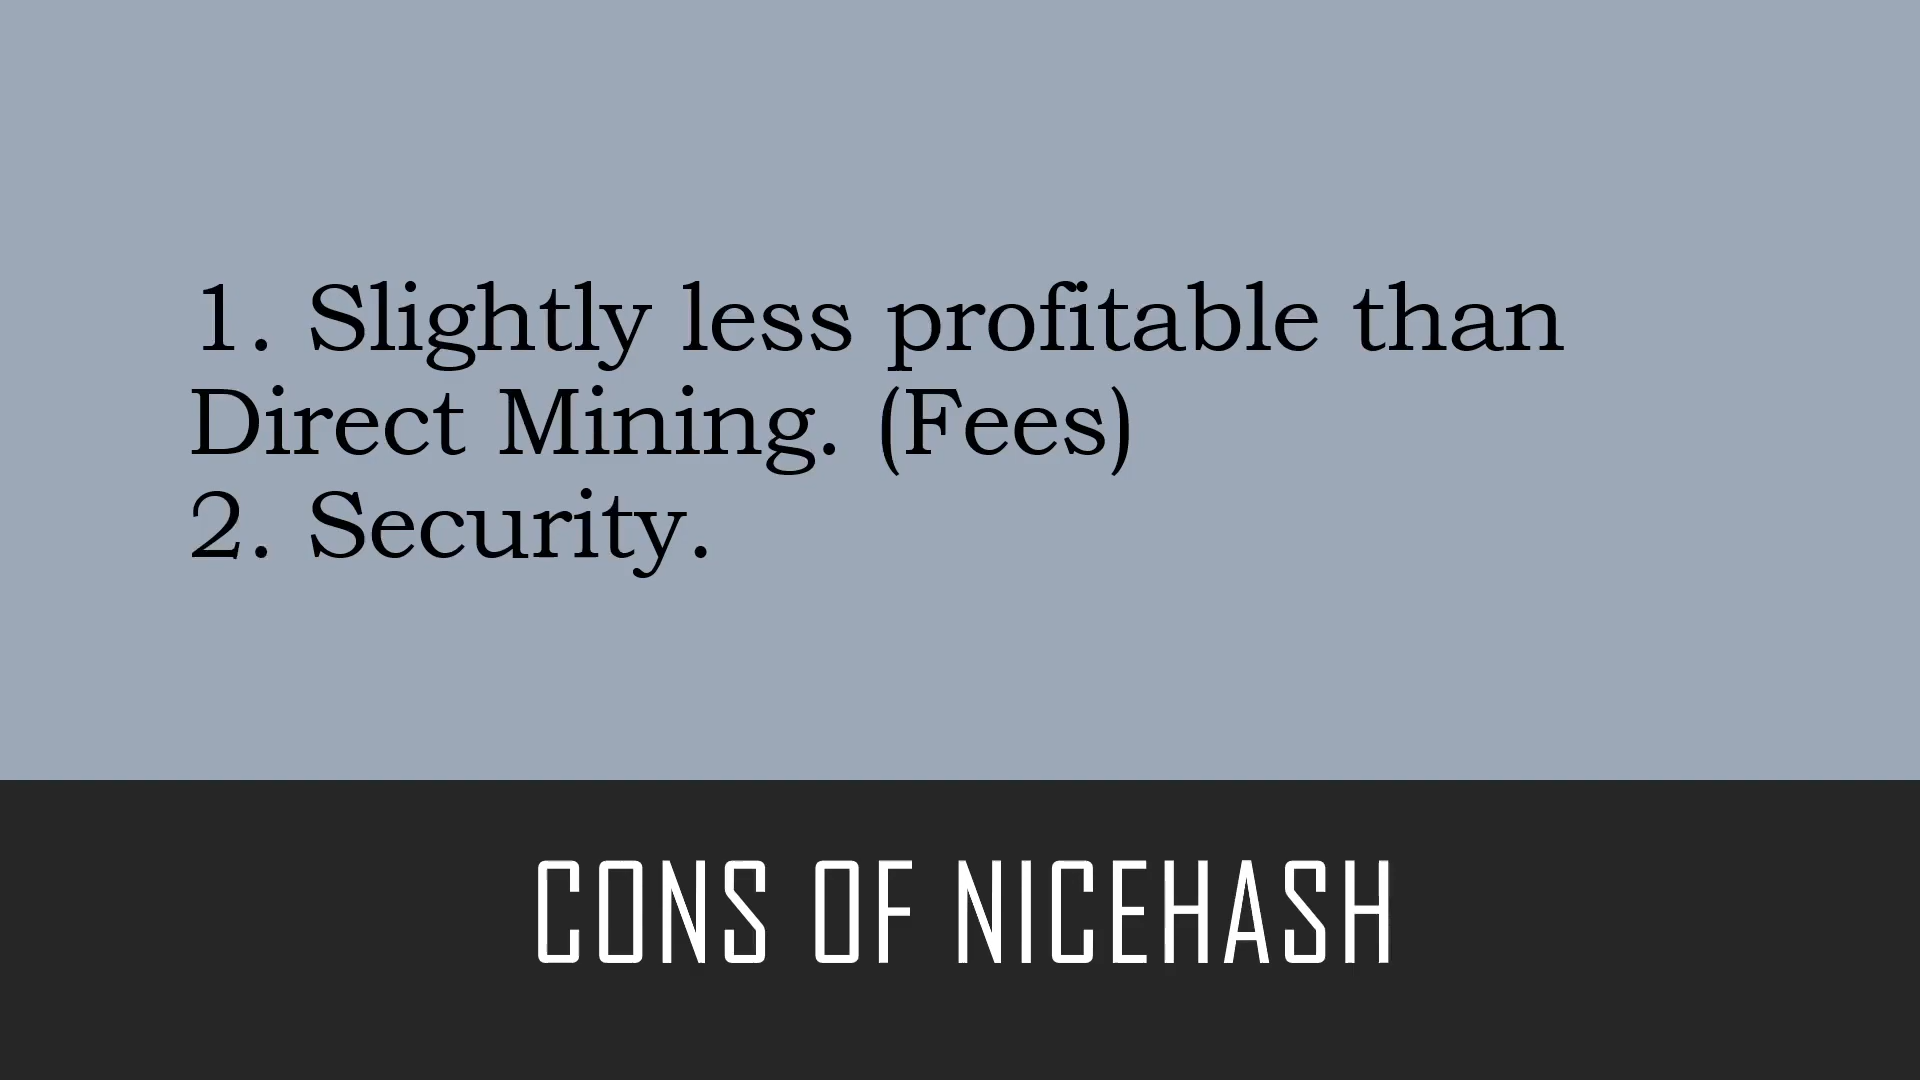 1. Slightly less profitable than
Direct Mining. (Fees)
2. Security.
CONS OF NICEHASH